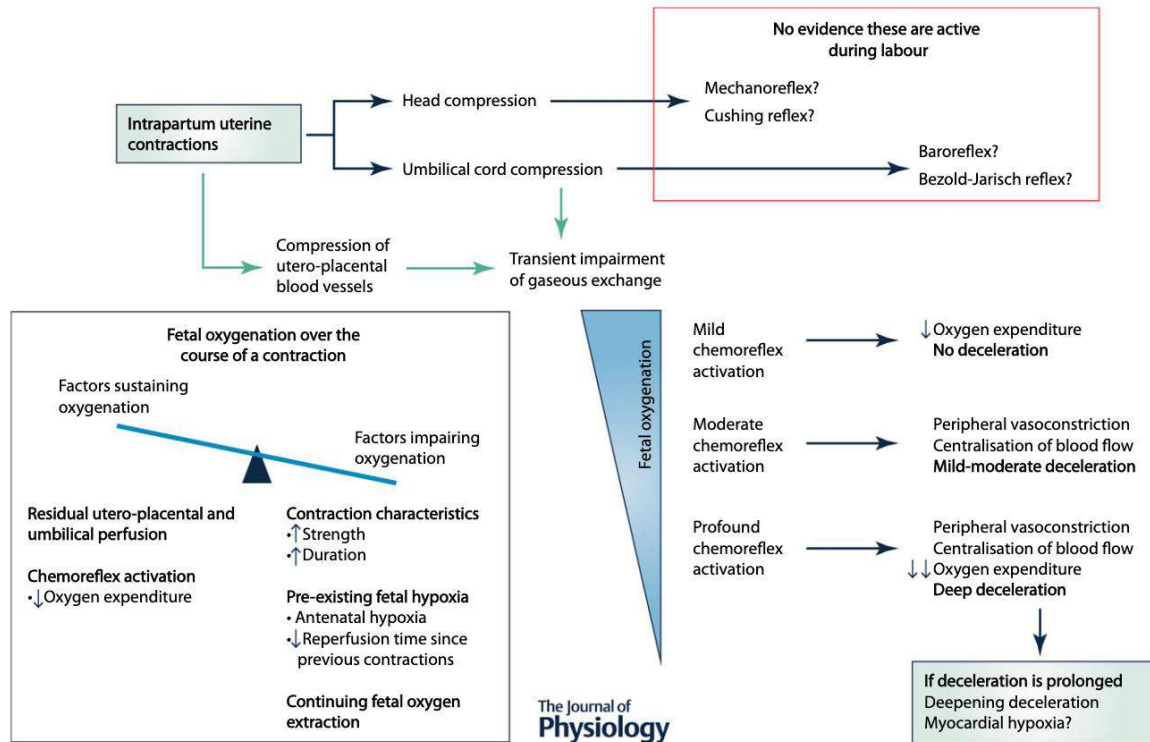 No evidence these are active
during labour
Mechanoreflex?
Cushing reflex?
Baroreflex?
Bezold-Jarisch reflex?
Intrapartum uterine
contractions
Head compression
Umbilical cord compression
Compression of
utero-placental
blood vessels
Transient impairment
of gaseous exchange
Fetal oxygenation over the
course of a contraction
Factors sustaining
oxygenation
Factors impairing
oxygenation
Residual utero-placental and
umbilical perfusion
Chemoreflex activation
•↓Oxygen expenditure
Contraction characteristics
•↑Strength
•↑Duration
Pre-existing fetal hypoxia
• Antenatal hypoxia
•↓Reperfusion time since
previous contractions
Continuing fetal oxygen
extraction
Fetal oxygenation
Mild
chemoreflex
activation
↓Oxygen expenditure
No deceleration
Moderate
chemoreflex
activation
Peripheral vasoconstriction
Centralisation of blood flow
Mild-moderate deceleration
Profound
chemoreflex
activation
Peripheral vasoconstriction
Centralisation of blood flow
↓↓Oxygen expenditure
Deep deceleration
If deceleration is prolonged
Deepening deceleration
Myocardial hypoxia?
The Journal of
Physiology